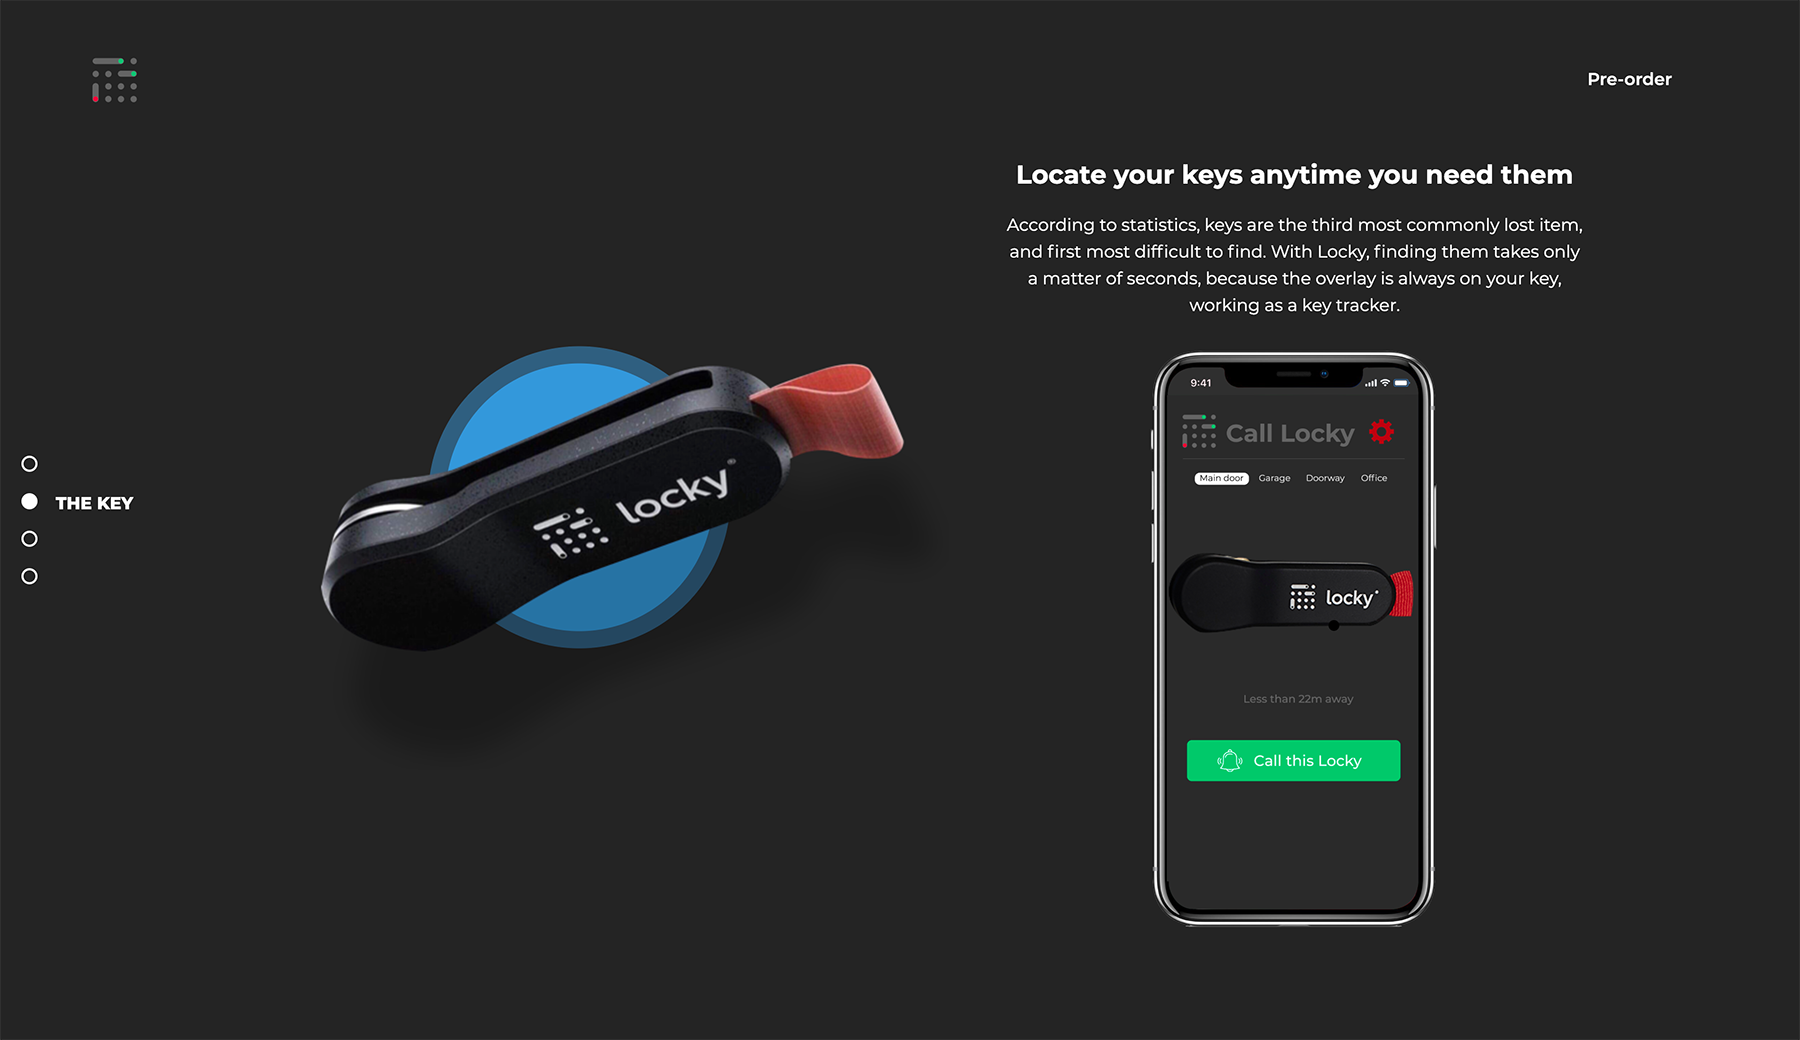 Pre-order
Locate your keys anytime you need them
According to statistics, keys are the third most commonly lost item,
and first most difficult to find. With Locky, finding them takes only
a matter of seconds, because the overlay is always on your key,
working as a key tracker.
THE KEY
locky®
9:41
Call Locky
Main door Garage Doorway Office
locky
Less than 22m away
Call this Locky